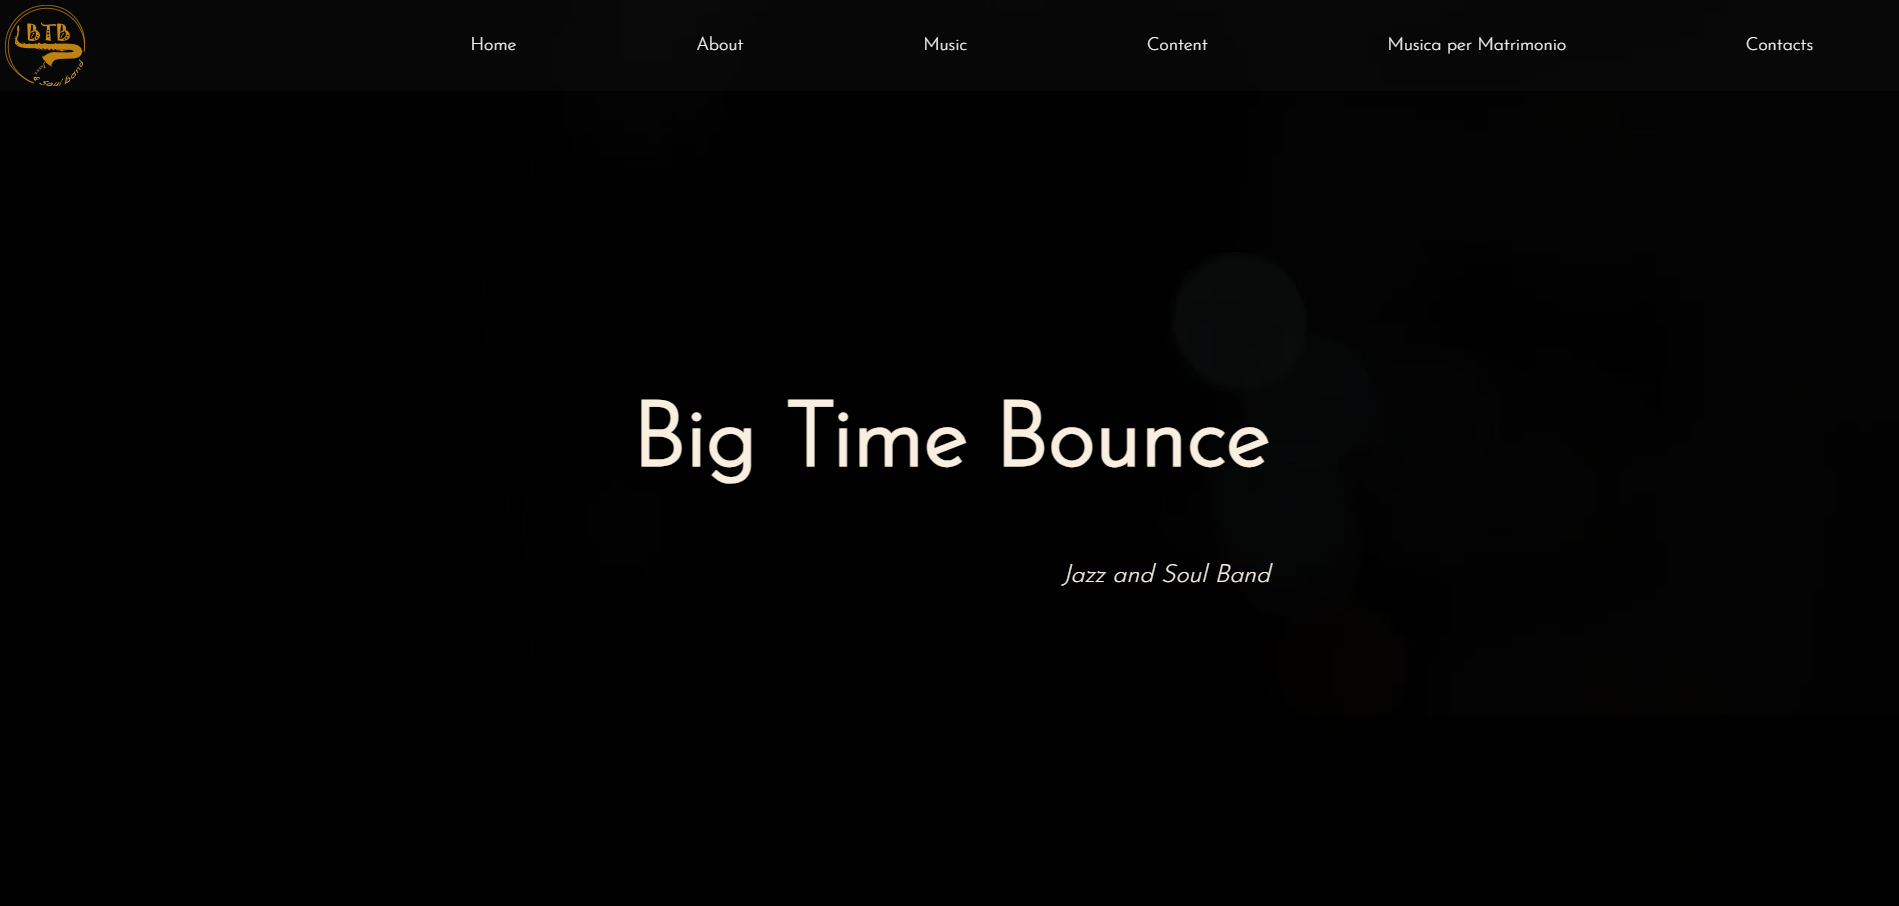 BTB
& Soul band
Home About Music Content Musica per Matrimonio Contacts
Big Time Bounce
Jazz and Soul Band